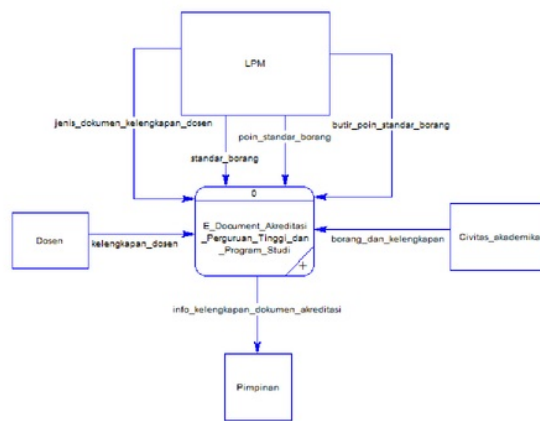 LPM
jenis_dokumen_kelengkapan_dosen
poin_standar_borang
butir_poin_standar_borang
standar_borang
0
E_Document_Akreditasi
_Perguruan_Tinggi_dan
_Program_Studi
+
Dosen
kelengkapan_dosen
borang_dan_kelengkapan
Civitas_akademika
info_kelengkapan_dokumen_akreditasi
Pimpinan